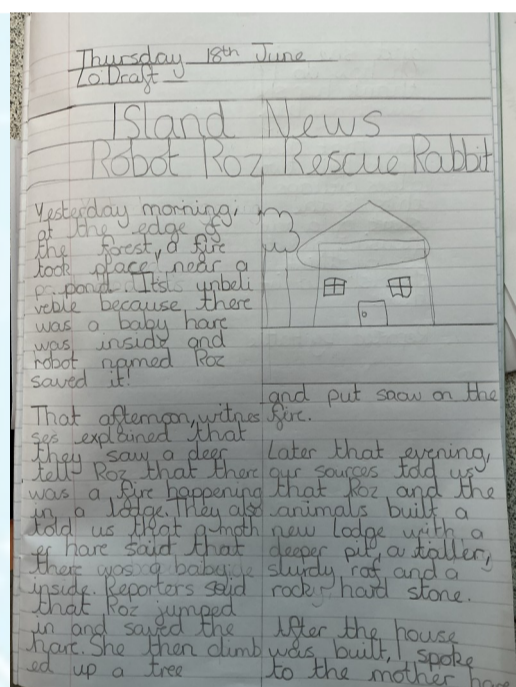 Thursday 18th June
Lo:Draft
Island News
Robot Roz Rescue Rabbit
Yesterday morning,
at the edge of
the forest, a fire
took place, near a
pond. Its unbeli
veble because there
was a baby hare
was inside and
robot named Roz
saved it!
That afternoon, witnes
ses explained that
they saw a deer
tell Roz that there
was a fire happening
in a lodge. They also
told us that a moth
er hare said that
there was a baby
inside. Reporters said
that Roz jumped
in and saved the
hare. She then climb
ed up a tree
and put snow on the
fire.
Later that evening,
our sources told us
that Roz and the
animals built a
new lodge with a
deeper pit, a taller,
sturdy rof and a
rock hard stone.
After the house
was built, I spoke
to the mother hare